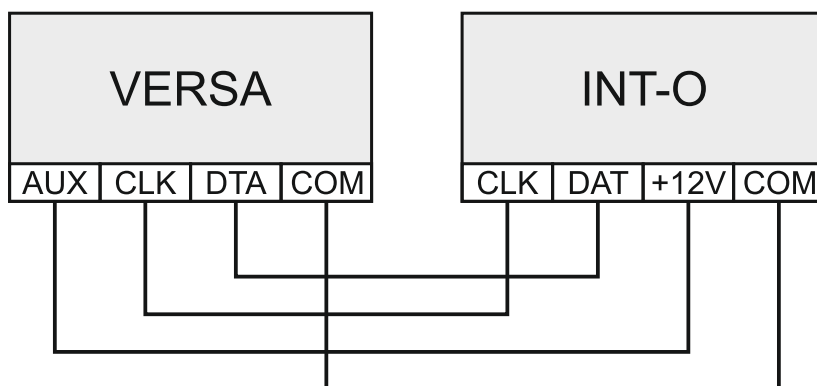 VERSA
INT-O
AUX CLK DTA COM
CLK DAT +12V COM